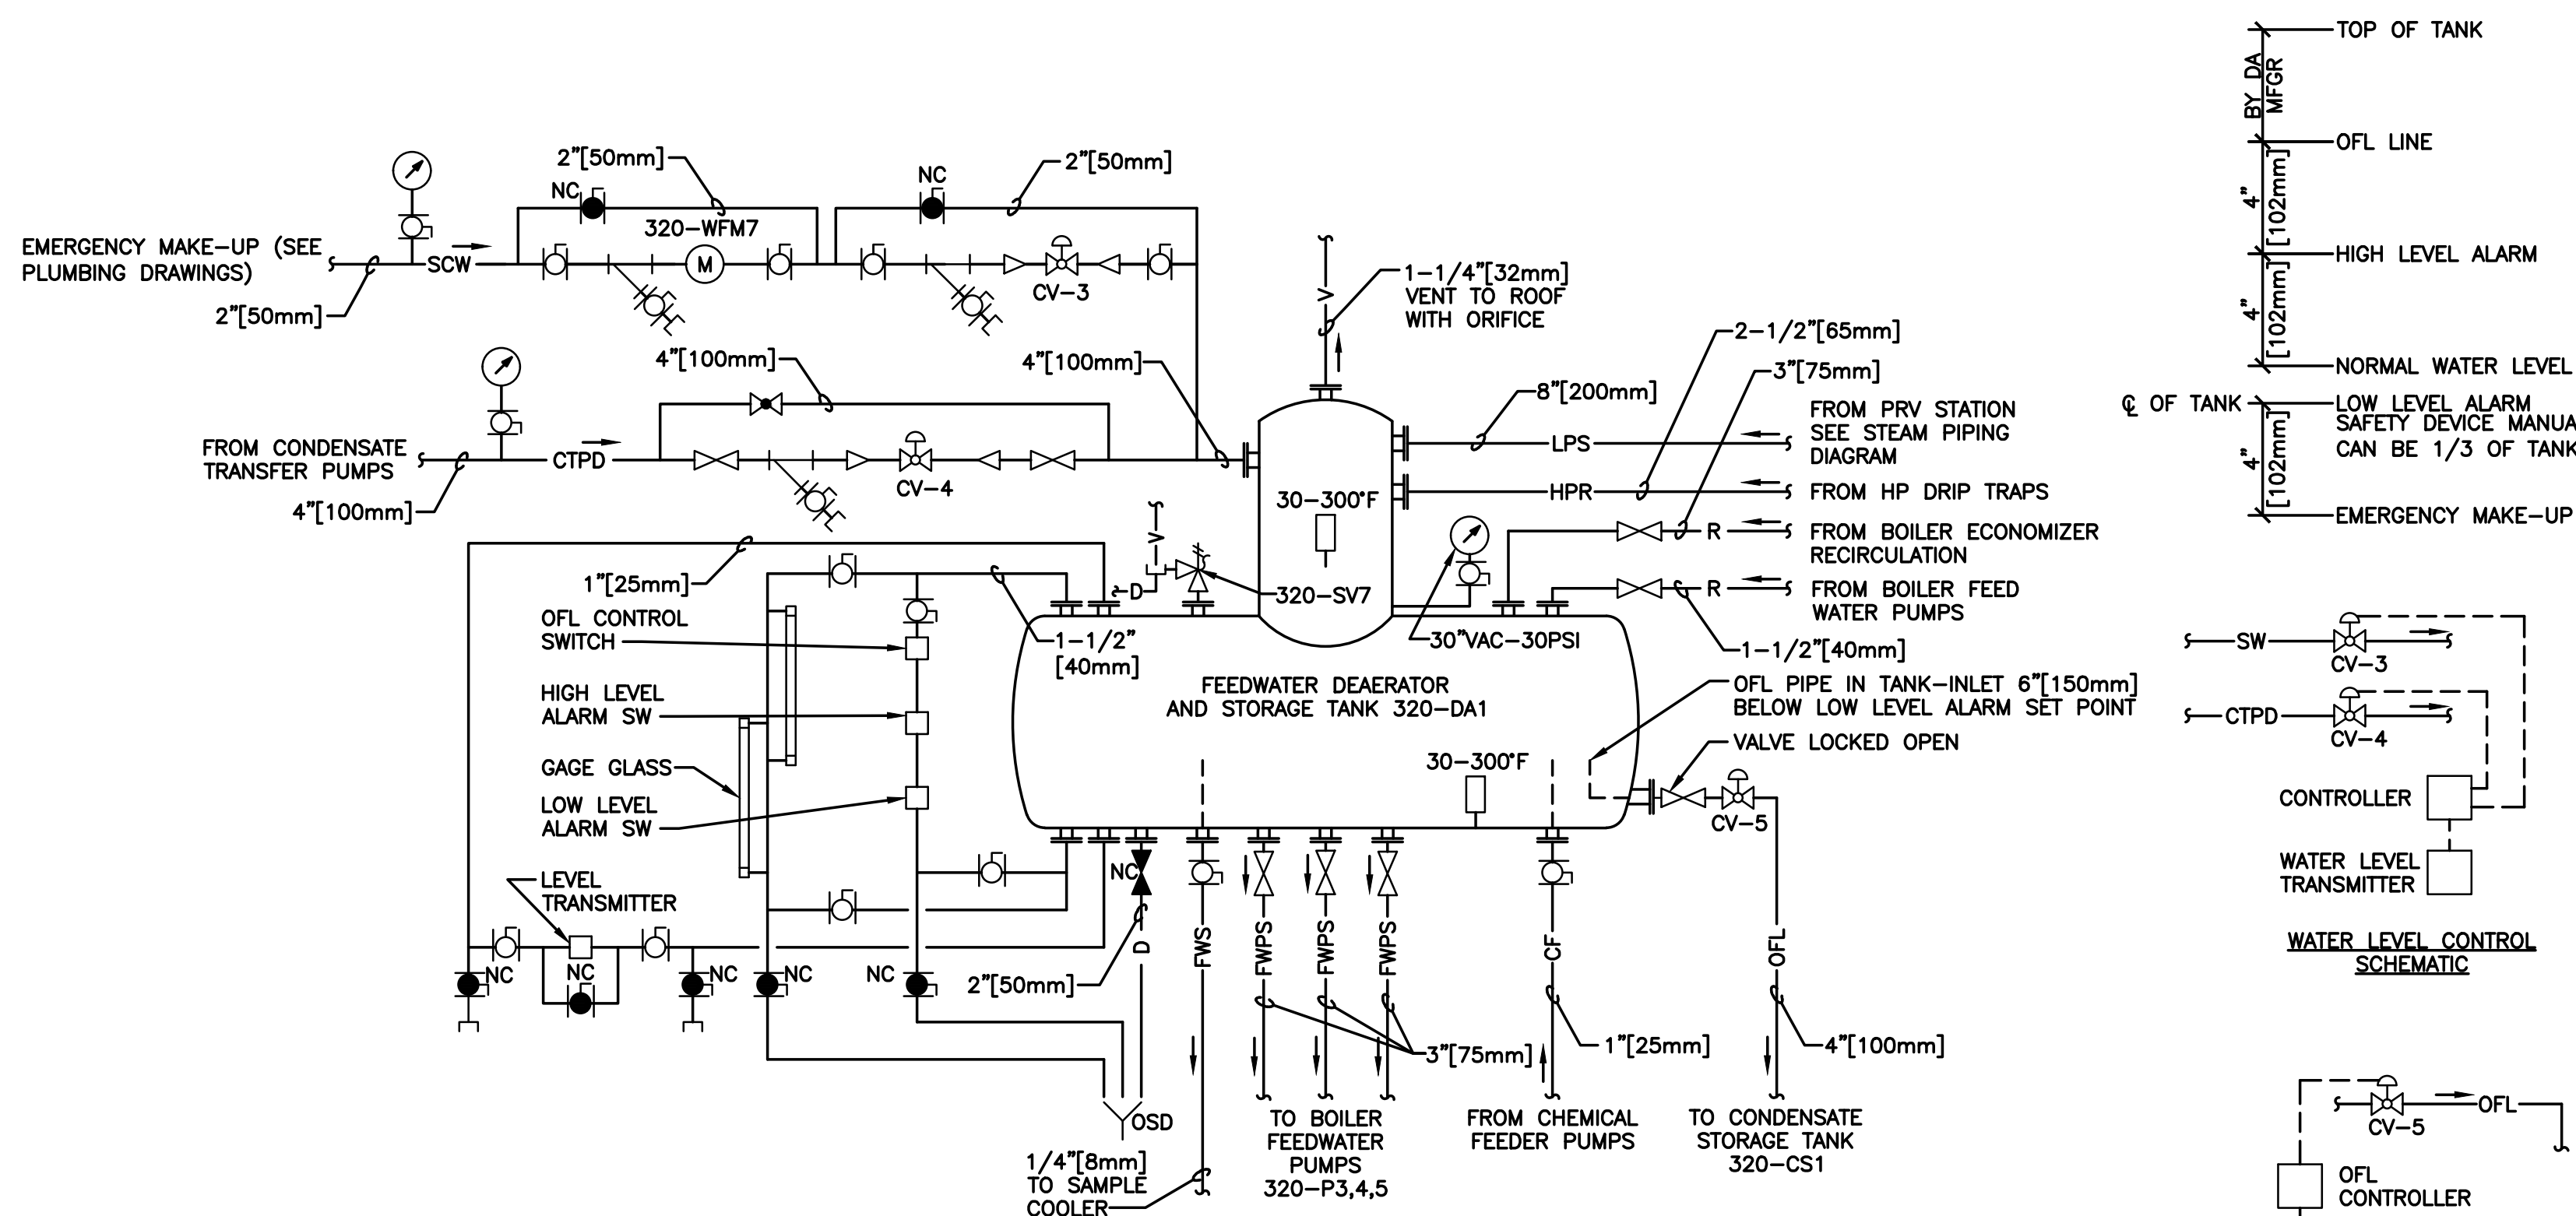 EMERGENCY MAKE-UP (SEE
PLUMBING DRAWINGS)
2"[50mm]
SCW
NC
2"[50mm]
320-WFM7
M
NC
2"[50mm]
CV-3
FROM CONDENSATE
TRANSFER PUMPS
4"[100mm]
CTPD
4"[100mm]
CV-4
4"[100mm]
V
1-1/4"[32mm]
VENT TO ROOF
WITH ORIFICE
2-1/2"[65mm]
3"[75mm]
8"[200mm]
LPS
FROM PRV STATION
SEE STEAM PIPING
DIAGRAM
HPR
FROM HP DRIP TRAPS
R
FROM BOILER ECONOMIZER
RECIRCULATION
R
FROM BOILER FEED
WATER PUMPS
1-1/2"[40mm]
30-300°F
30"VAC-30PSI
V
D
320-SV7
1"[25mm]
1-1/2"
[40mm]
OFL CONTROL
SWITCH
HIGH LEVEL
ALARM SW
GAGE GLASS
LOW LEVEL
ALARM SW
LEVEL
TRANSMITTER
FEEDWATER DEAERATOR
AND STORAGE TANK 320-DA1
30-300°F
OFL PIPE IN TANK-INLET 6"[150mm]
BELOW LOW LEVEL ALARM SET POINT
VALVE LOCKED OPEN
CV-5
NC
NC
NC
NC
NC
NC
2"[50mm]
D
FWS
FWPS
FWPS
FWPS
CF
OFL
3"[75mm]
1"[25mm]
4"[100mm]
OSD
1/4"[8mm]
TO SAMPLE
COOLER
TO BOILER
FEEDWATER
PUMPS
320-P3,4,5
FROM CHEMICAL
FEEDER PUMPS
TO CONDENSATE
STORAGE TANK
320-CS1
TOP OF TANK
BY DA
MFGR
OFL LINE
4"
[102mm]
HIGH LEVEL ALARM
4"
[102mm]
NORMAL WATER LEVEL
℄ OF TANK
LOW LEVEL ALARM
SAFETY DEVICE MANUA
CAN BE 1/3 OF TANK
4"
[102mm]
EMERGENCY MAKE-UP
SW
CV-3
CTPD
CV-4
CONTROLLER
WATER LEVEL
TRANSMITTER
WATER LEVEL CONTROL
SCHEMATIC
OFL
CV-5
OFL
CONTROLLER